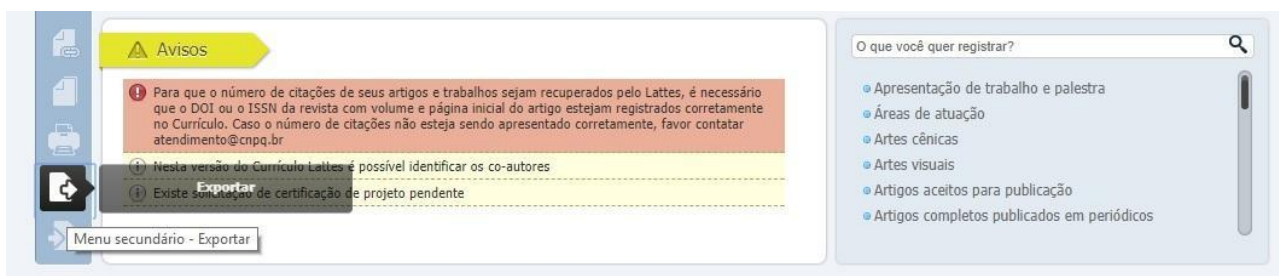 Avisos
Para que o número de citações de seus artigos e trabalhos sejam recuperados pelo Lattes, é necessário
que o DOI ou o ISSN da revista com volume e página inicial do artigo estejam registrados corretamente
no Currículo. Caso o número de citações não esteja sendo apresentado corretamente, favor contatar
atendimento@cnpq.br
Nesta versão do Currículo Lattes é possível identificar os co-autores
Exportar
Existe solicitação de certificação de projeto pendente
Menu secundário - Exportar
O que você quer registrar?
Apresentação de trabalho e palestra
Áreas de atuação
Artes cênicas
Artes visuais
Artigos aceitos para publicação
Artigos completos publicados em periódicos